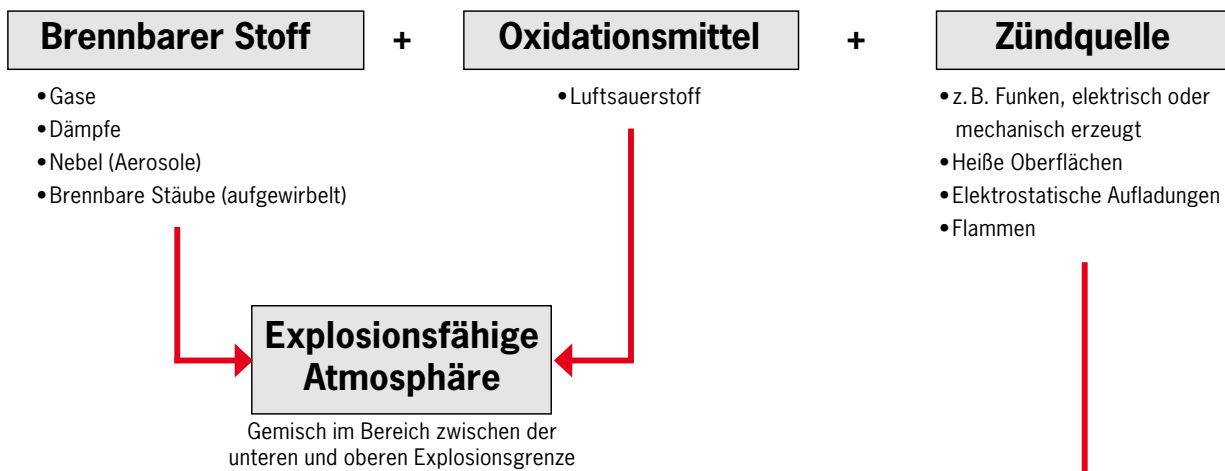 Brennbarer Stoff + Oxidationsmittel + Zündquelle
• Gase
• Dämpfe
• Nebel (Aerosole)
• Brennbare Stäube (aufgewirbelt)
• Luftsauerstoff
• z. B. Funken, elektrisch oder
mechanisch erzeugt
• Heiße Oberflächen
• Elektrostatische Aufladungen
• Flammen
Explosionsfähige
Atmosphäre
Gemisch im Bereich zwischen der
unteren und oberen Explosionsgrenze